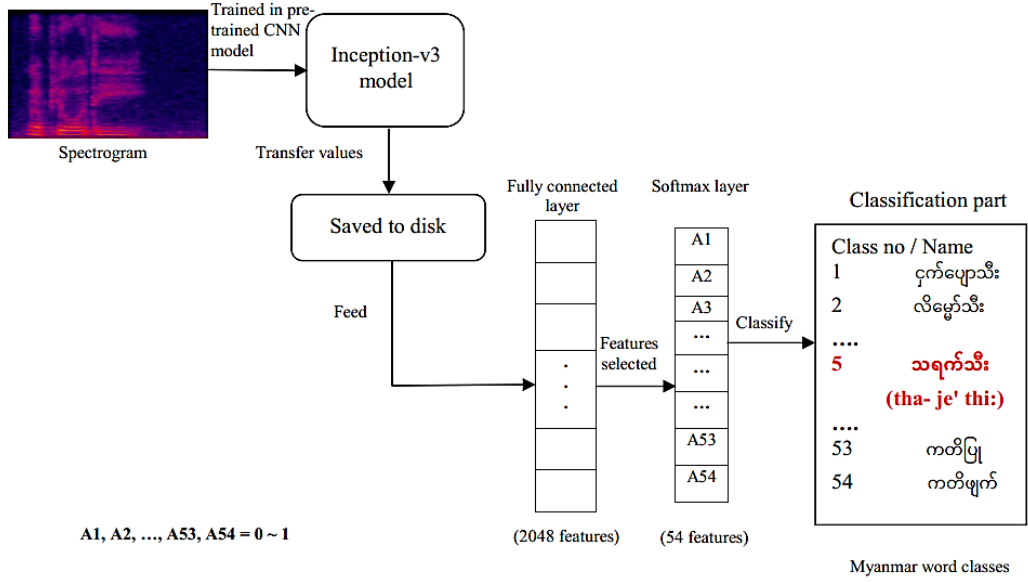 Trained in pre-
trained CNN
model
Inception-v3
model
Spectrogram
Transfer values
Saved to disk
Feed
Fully connected
layer
Softmax layer
A1
A2
A3
...
...
...
A53
A54
.
.
.
Features
selected
Classify
(2048 features)
(54 features)
Classification part
Class no / Name
1 ငှက်ပျောသီး
2 လိမ္မော်သီး
....
5 သရက်သီး
(tha- je' thi:)
....
53 ကတိပြု
54 ကတိဖျက်
Myanmar word classes
A1, A2, …, A53, A54 = 0 ~ 1